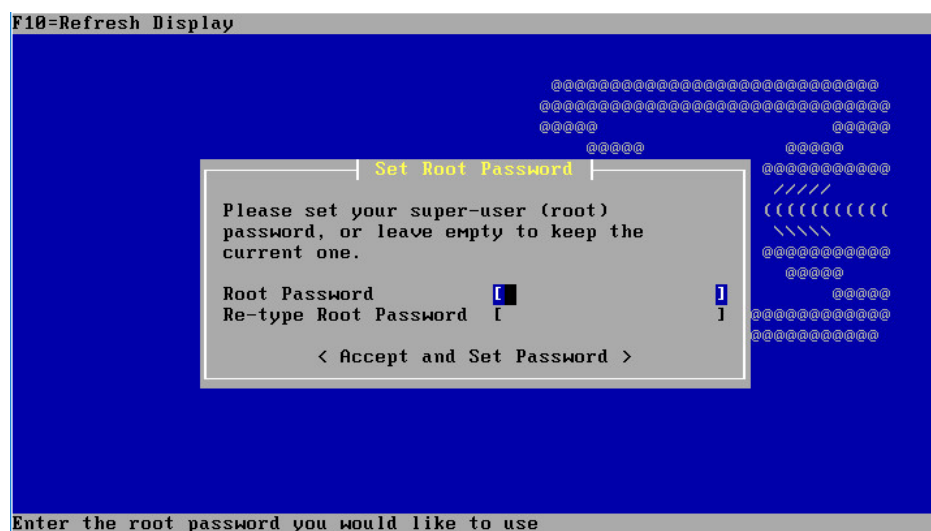 F10=Refresh Display
@@@@@@@@@@@@@@@@@@@@@@@@@@@@
@@@@@@@@@@@@@@@@@@@@@@@@@@@@@@
@@@@@ @@@@@
@@@@@ @@@@@
Set Root Password
@@@@@@@@@@@
/////
Please set your super-user (root)
(((((((((((
password, or leave empty to keep the
\\\\\
current one.
@@@@@@@@@@@
@@@@@
Root Password [ ]
@@@@@
Re-type Root Password [ ]
@@@@@@@@@@@@
@@@@@@@@@@@
< Accept and Set Password >
Enter the root password you would like to use